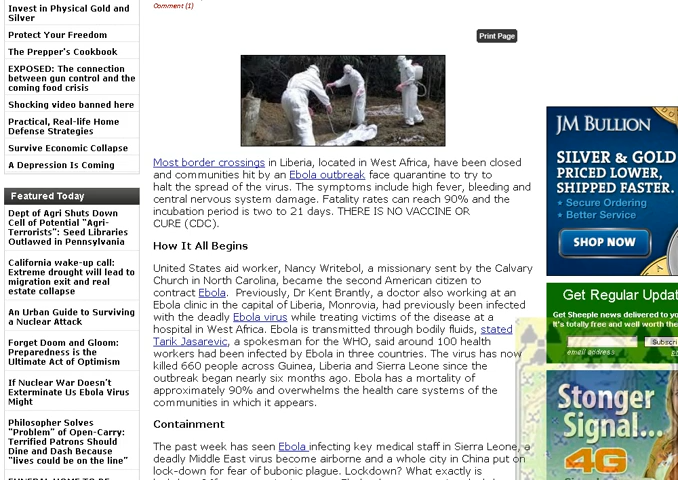 Invest in Physical Gold and
Silver
Protect Your Freedom
The Prepper's Cookbook
EXPOSED: The connection
between gun control and the
coming food crisis
Shocking video banned here
Practical, Real-life Home
Defense Strategies
Survive Economic Collapse
A Depression Is Coming
Featured Today
Dept of Agri Shuts Down
Cell of Potential "Agri-
Terrorists": Seed Libraries
Outlawed in Pennsylvania
California wake-up call:
Extreme drought will lead to
migration exit and real
estate collapse
An Urban Guide to Surviving
a Nuclear Attack
Forget Doom and Gloom:
Preparedness is the
Ultimate Act of Optimism
If Nuclear War Doesn't
Exterminate Us Ebola Virus
Might
Philosopher Solves
"Problem" of Open-Carry:
Terrified Patrons Should
Dine and Dash Because
"lives could be on the line"
Comment (1)
Print Page
Most border crossings in Liberia, located in West Africa, have been closed
and communities hit by an Ebola outbreak face quarantine to try to
halt the spread of the virus. The symptoms include high fever, bleeding and
central nervous system damage. Fatality rates can reach 90% and the
incubation period is two to 21 days. THERE IS NO VACCINE OR
CURE (CDC).
How It All Begins
United States aid worker, Nancy Writebol, a missionary sent by the Calvary
Church in North Carolina, became the second American citizen to
contract Ebola.  Previously, Dr Kent Brantly, a doctor also working at an
Ebola clinic in the capital of Liberia, Monrovia, had previously been infected
with the deadly Ebola virus while treating victims of the disease at a
hospital in West Africa. Ebola is transmitted through bodily fluids, stated
Tarik Jasarevic, a spokesman for the WHO, said around 100 health
workers had been infected by Ebola in three countries. The virus has now
killed 660 people across Guinea, Liberia and Sierra Leone since the
outbreak began nearly six months ago. Ebola has a mortality of
approximately 90% and overwhelms the health care systems of the
communities in which it appears.
Containment
The past week has seen Ebola infecting key medical staff in Sierra Leone, a
deadly Middle East virus become airborne and a whole city in China put on
lock-down for fear of bubonic plague. Lockdown? What exactly is
JM BULLION
SILVER & GOLD
PRICED LOWER,
SHIPPED FASTER.
Secure Ordering
Better Service
SHOP NOW
Get Regular Updat
Get Sheeple news delivered to yo
It's totally free and well worth the
email address
Subscri
Stonger
Signal...
4G